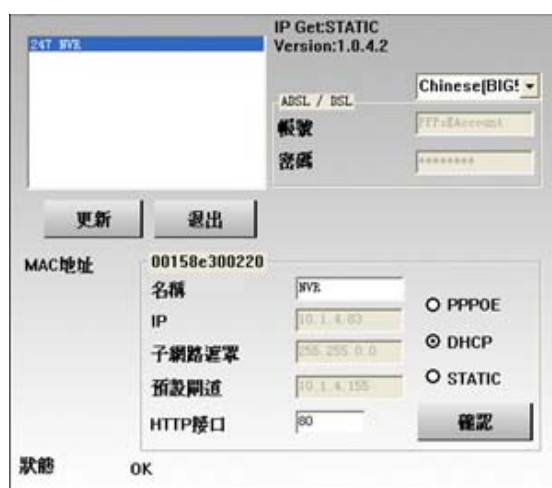 IP Get:STATIC
247 NVR
Version:1.0.4.2
Chinese(BIG!
ADSL / DSL
帳號
PPPoEAccount
密碼
********
更新
退出
MAC地址
00158e300220
名稱
NVR
IP
10.1.4.83
PPPOE
子網路遮罩
255.255.0.0
DHCP
預設閘道
10.1.4.155
STATIC
HTTP接口
80
確認
狀態
OK